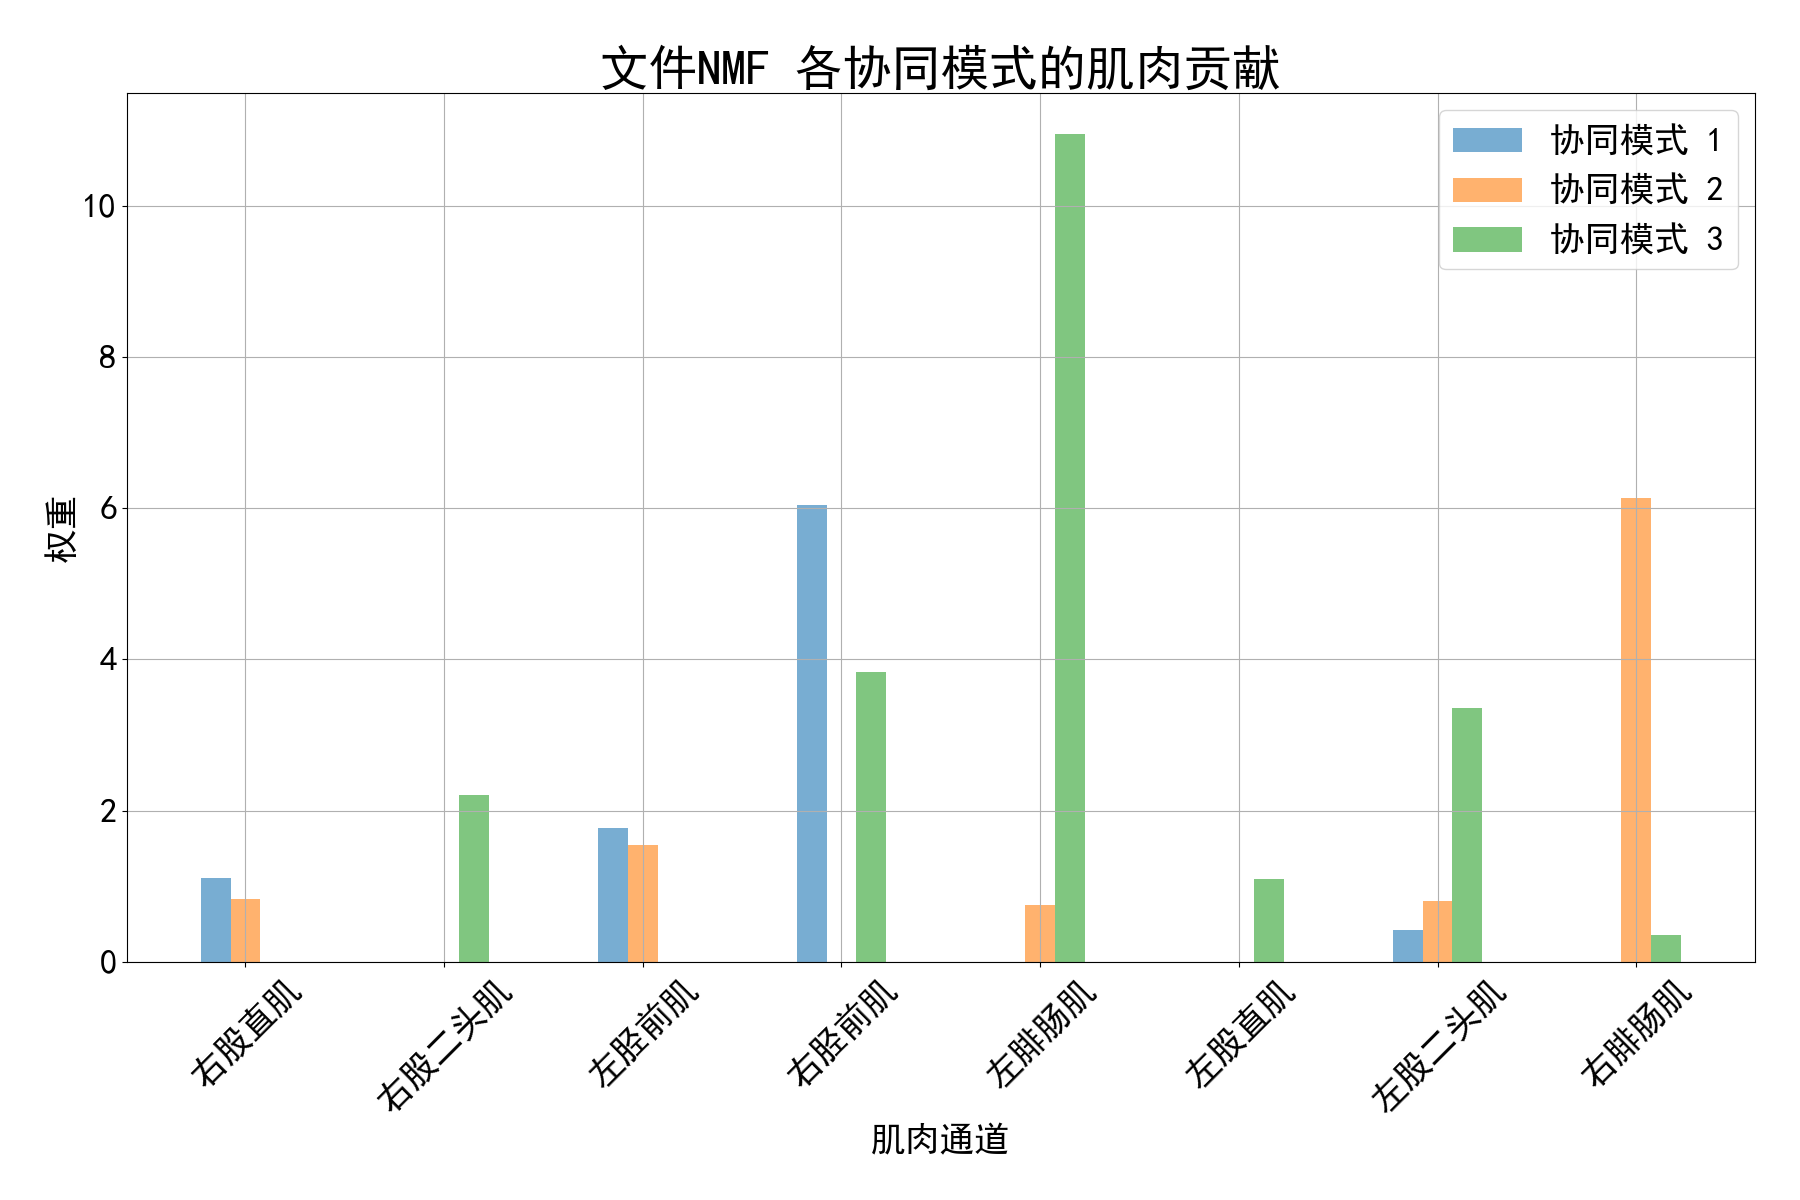 文件NMF 各协同模式的肌肉贡献
协同模式 1
协同模式 2
协同模式 3
权重
10
8
6
4
2
0
右股直肌
右股二头肌
左胫前肌
右胫前肌
左腓肠肌
左股直肌
左股二头肌
右腓肠肌
肌肉通道